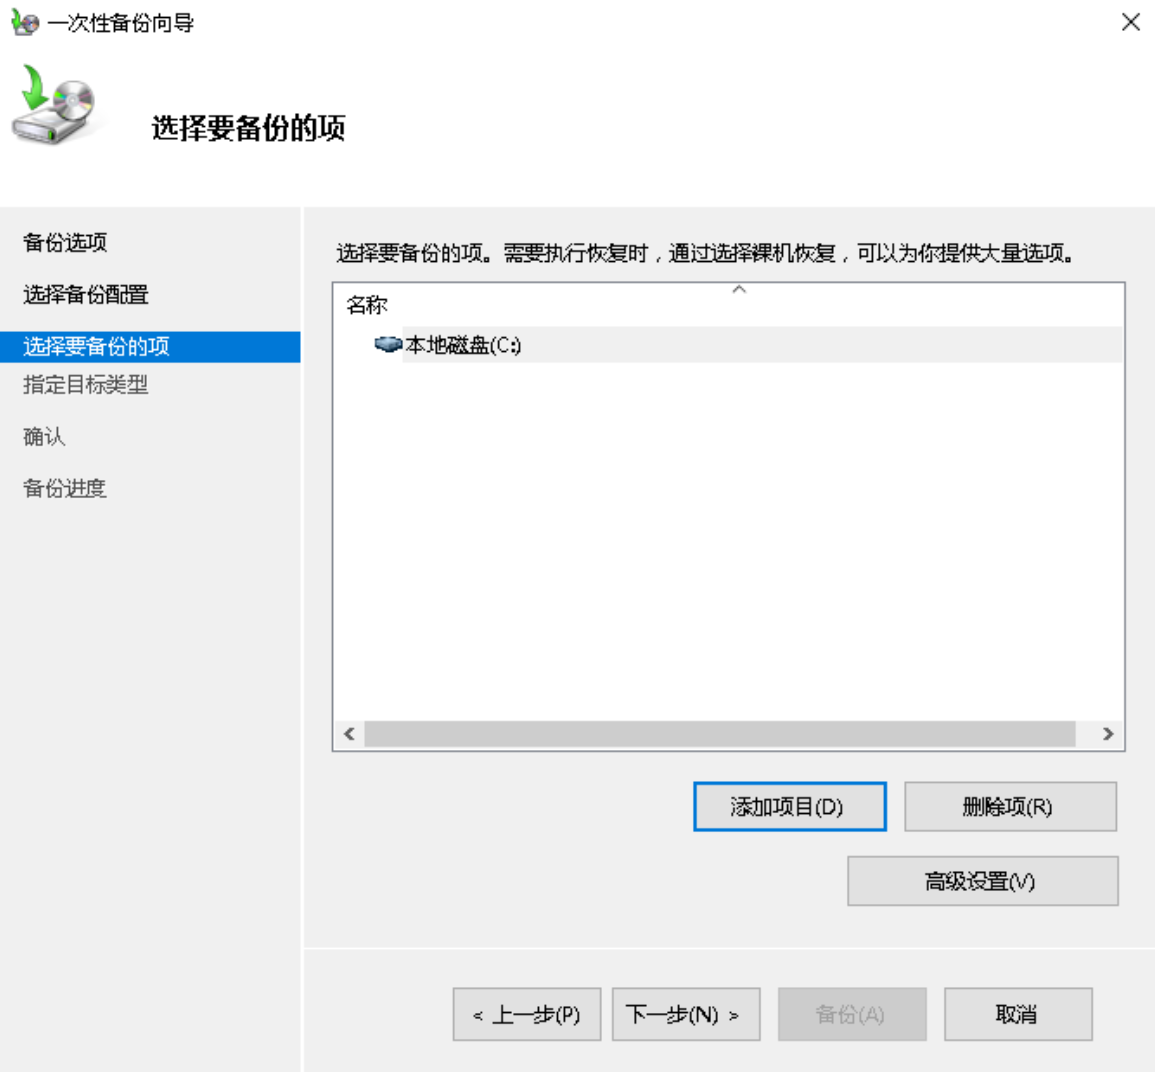 一次性备份向导
选择要备份的项
备份选项
选择备份配置
选择要备份的项
指定目标类型
确认
备份进度
选择要备份的项。需要执行恢复时，通过选择裸机恢复，可以为你提供大量选项。
名称
本地磁盘(C:)
添加项目(D)
删除项(R)
高级设置(V)
< 上一步(P)
下一步(N) >
备份(A)
取消